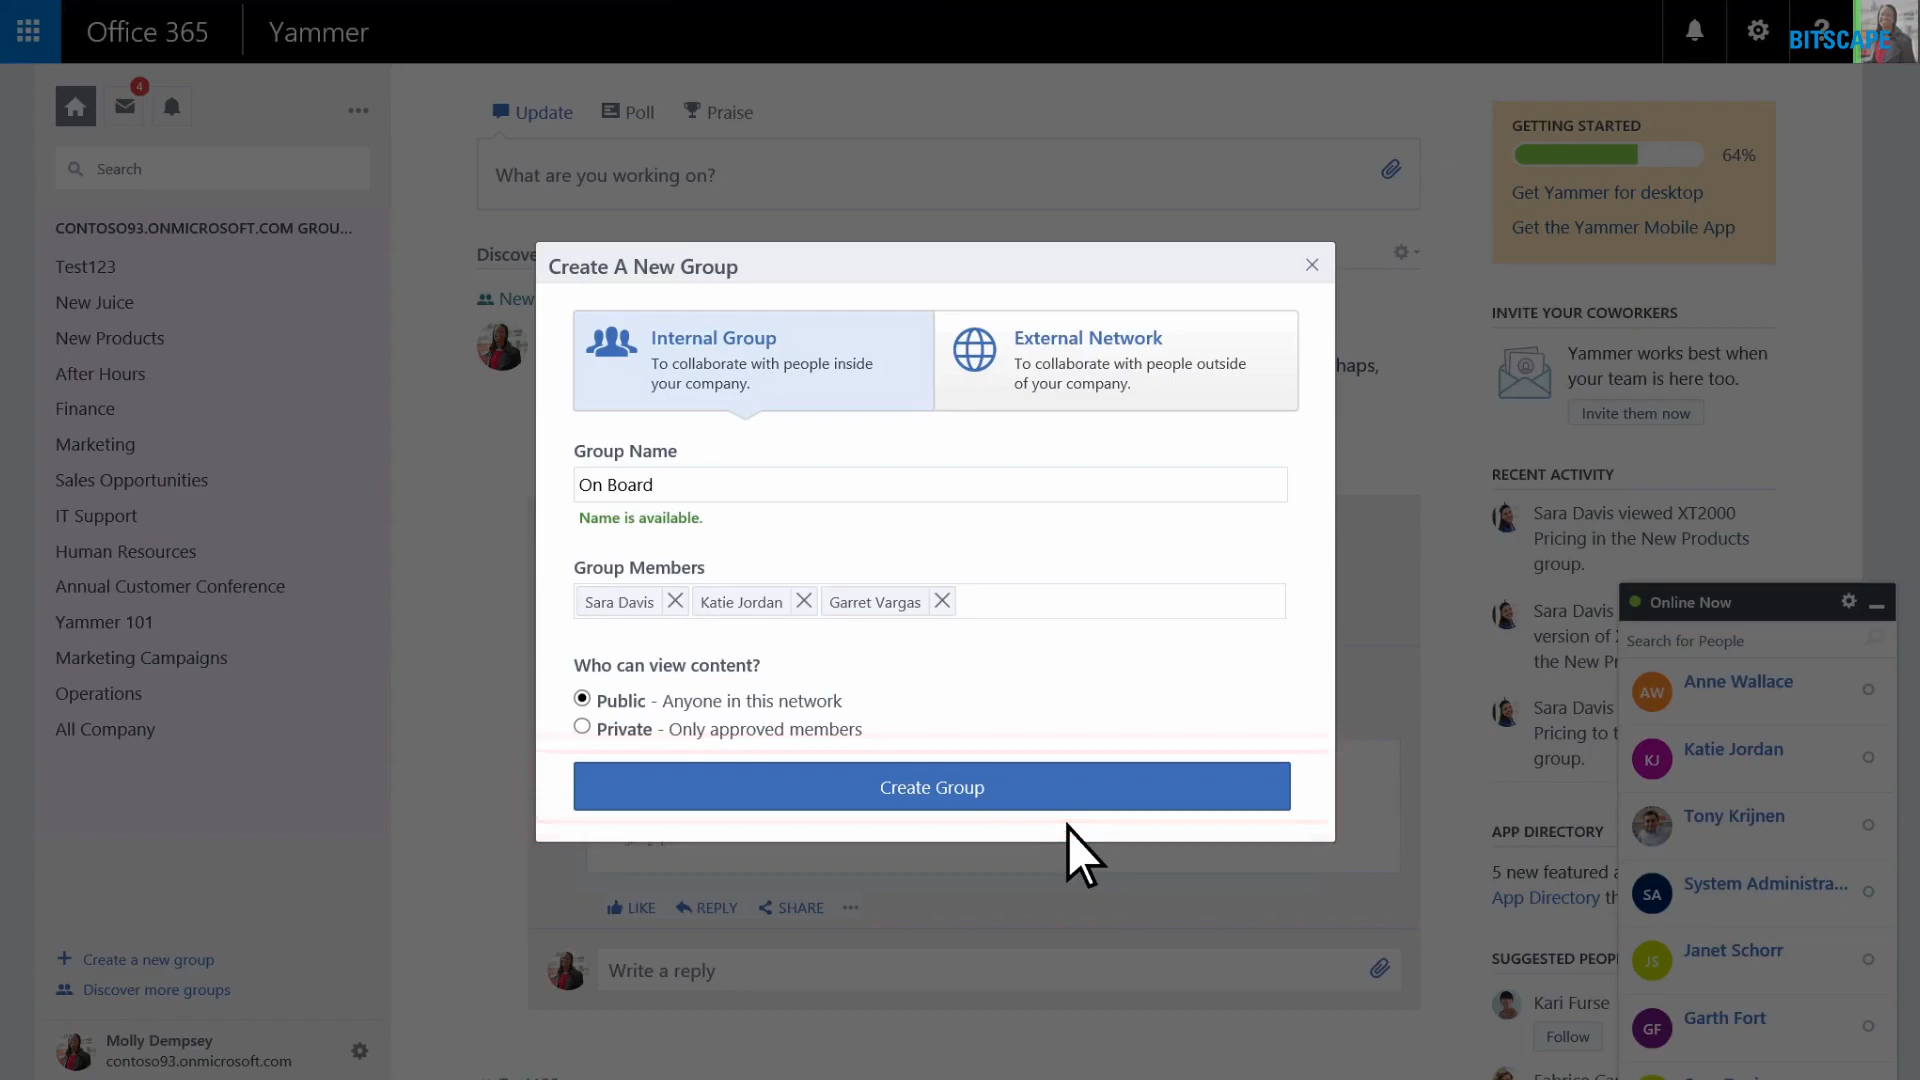 Office 365
Yammer
BITSCAPE
4
Search
CONTOSO93.ONMICROSOFT.COM GROU...
Test123
New Juice
New Products
After Hours
Finance
Marketing
Sales Opportunities
IT Support
Human Resources
Annual Customer Conference
Yammer 101
Marketing Campaigns
Operations
All Company
Create a new group
Discover more groups
Molly Dempsey
contoso93.onmicrosoft.com
Update
Poll
Praise
What are you working on?
Discove
New
haps,
Create A New Group
Internal Group
To collaborate with people inside
your company.
External Network
To collaborate with people outside
of your company.
Group Name
On Board
Name is available.
Group Members
Sara Davis
Katie Jordan
Garret Vargas
Who can view content?
Public - Anyone in this network
Private - Only approved members
Create Group
LIKE
REPLY
SHARE
Write a reply
GETTING STARTED
64%
Get Yammer for desktop
Get the Yammer Mobile App
INVITE YOUR COWORKERS
Yammer works best when
your team is here too.
Invite them now
RECENT ACTIVITY
Sara Davis viewed XT2000
Pricing in the New Products
group.
Sara Davis
version of
the New Pr
Sara Davis
Pricing to t
group.
APP DIRECTORY
5 new featured a
App Directory th
SUGGESTED PEOP
Kari Furse
Follow
Online Now
Search for People
AW Anne Wallace
KJ Katie Jordan
Tony Krijnen
SA System Administra...
JS Janet Schorr
GF Garth Fort